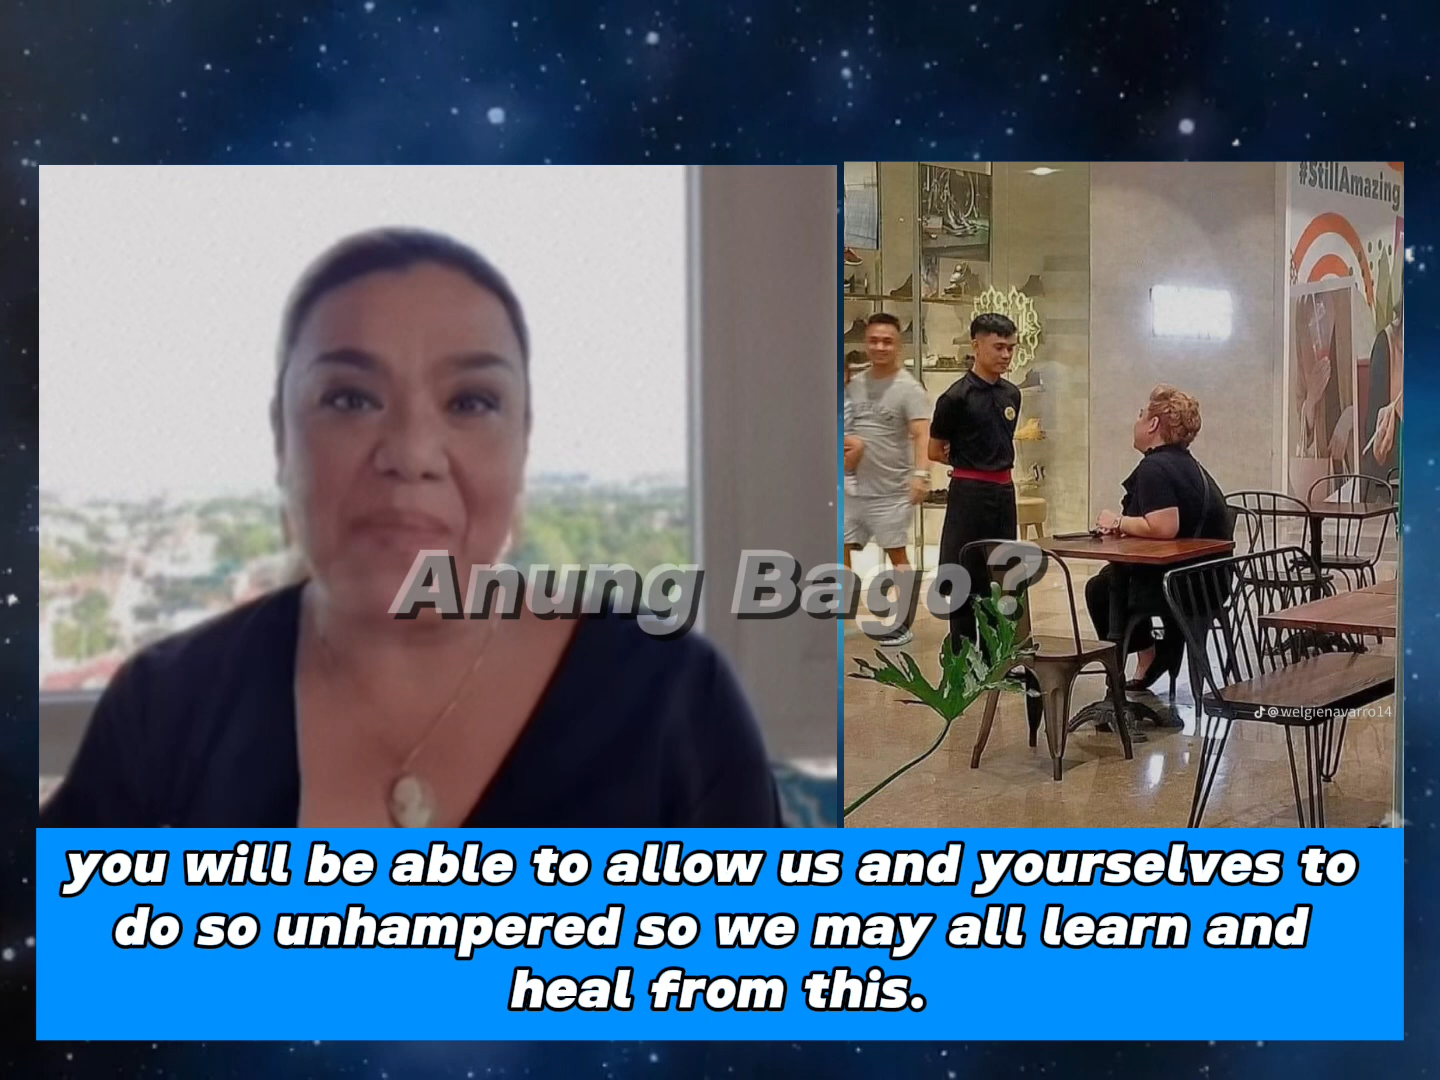 #StillAmazing
Anung Bago?
@welgienavarro14
you will be able to allow us and yourselves to
do so unhampered so we may all learn and
heal from this.